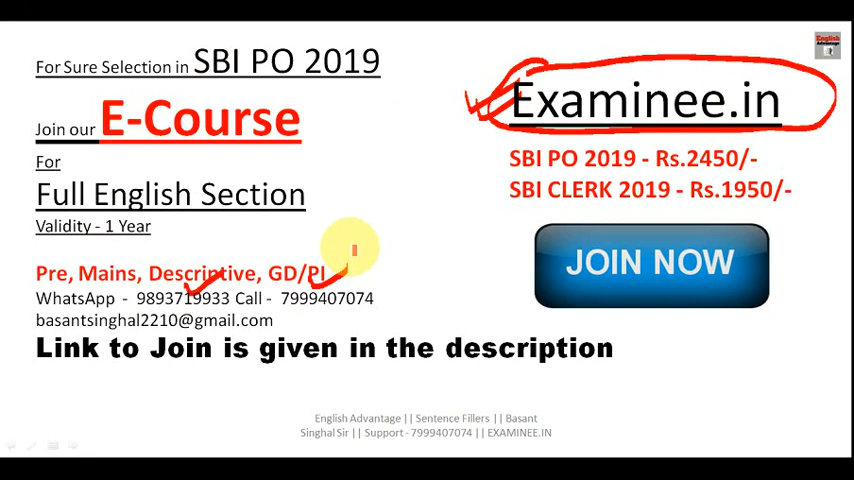 For Sure Selection in SBI PO 2019
Join our E-Course
For
Full English Section
Validity - 1 Year
Pre, Mains, Descriptive, GD/PI
WhatsApp - 9893719933 Call - 7999407074
basantsinghal2210@gmail.com
Link to Join is given in the description
English Advantage
Examinee.in
SBI PO 2019 - Rs.2450/-
SBI CLERK 2019 - Rs.1950/-
JOIN NOW
English Advantage || Sentence Fillers || Basant
Singhal Sir || Support - 7999407074 || EXAMINEE.IN